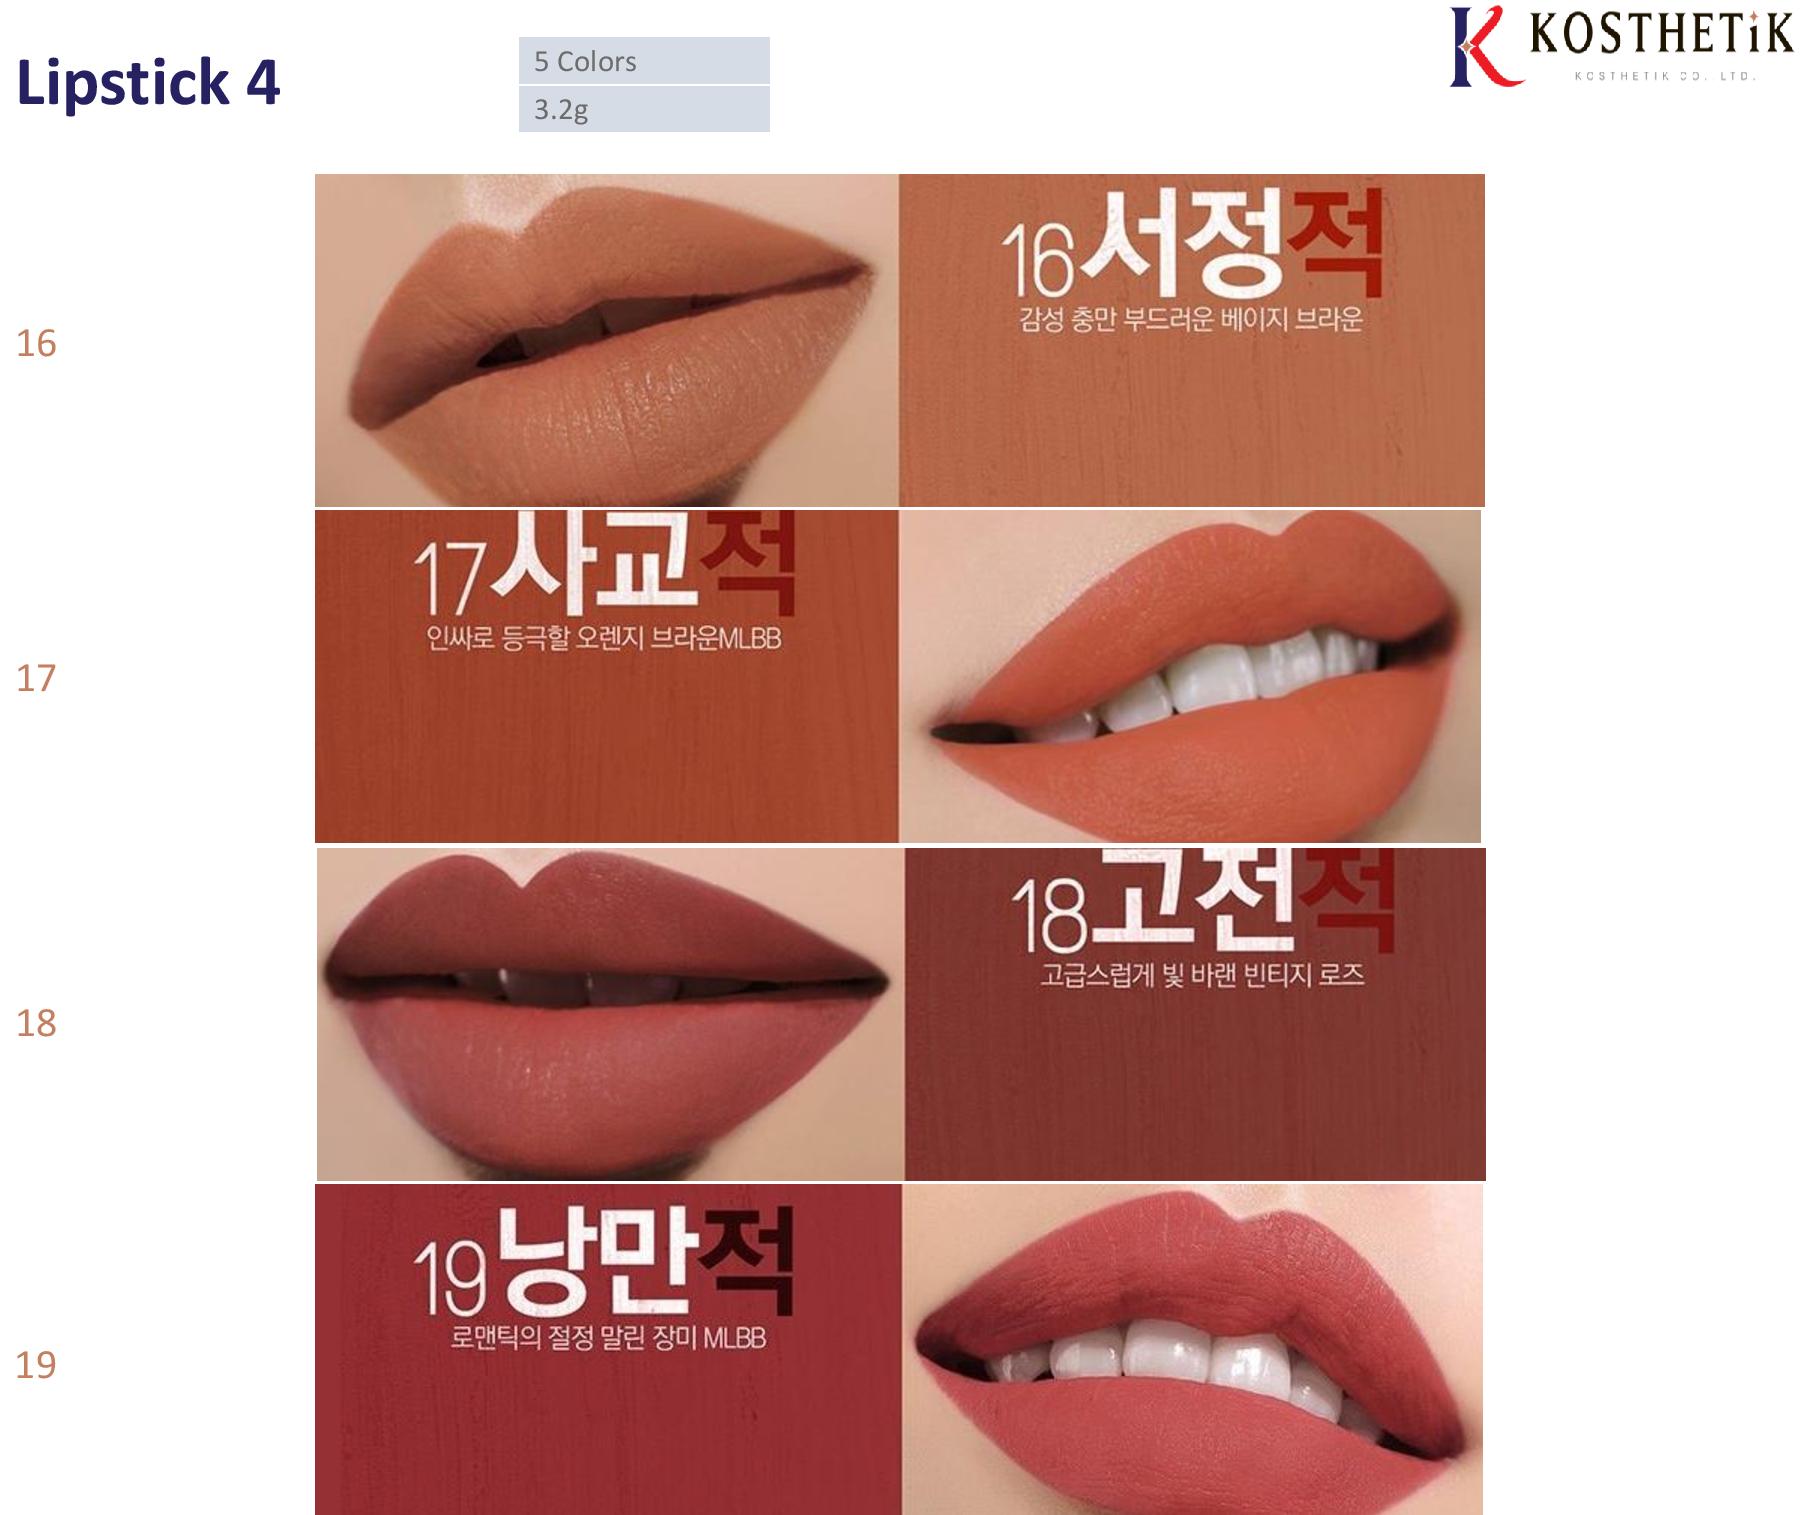 Lipstick 4
5 Colors
3.2g
KOSTHETiK
KOSTHETIK CO. LTD.
16
16 서정적
감성 충만 부드러운 베이지 브라운
17
17 사교적
인싸로 등극할 오렌지 브라운MLBB
18
18 고전적
고급스럽게 빛 바랜 빈티지 로즈
19
19 낭만적
로맨틱의 절정 말린 장미 MLBB